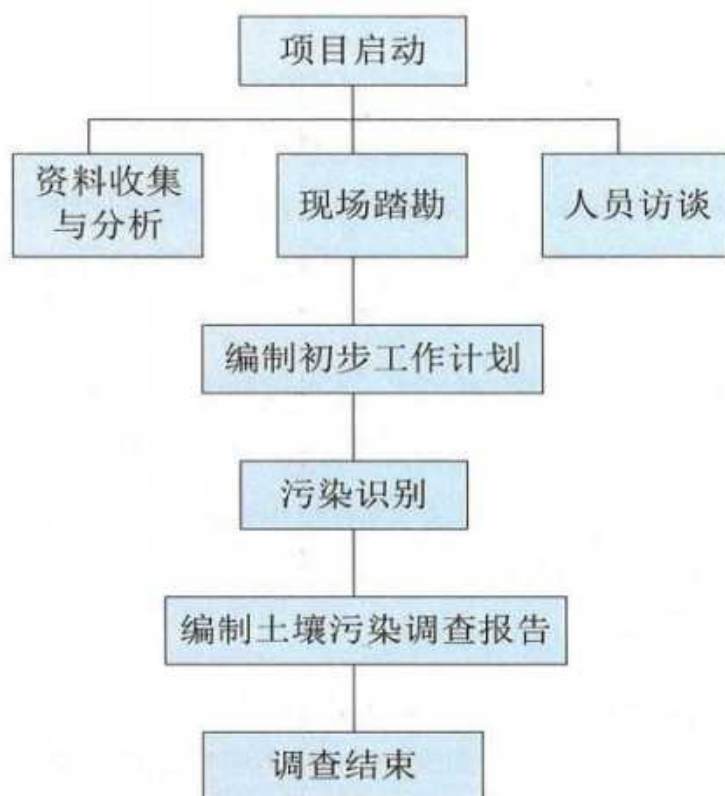 项目启动
资料收集
与分析
现场踏勘
人员访谈
编制初步工作计划
污染识别
编制土壤污染调查报告
调查结束